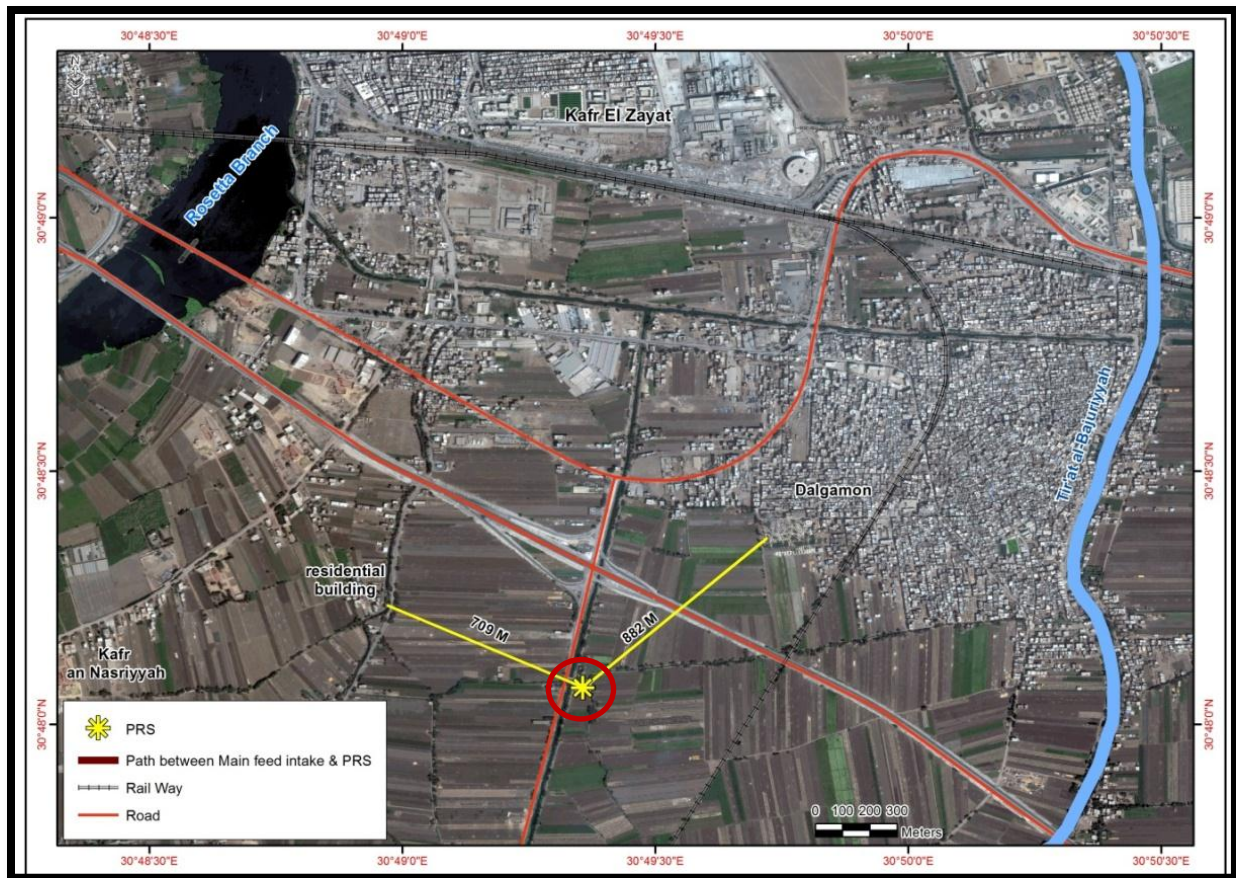 30°48'30"E
30°49'0"E
30°49'30"E
30°50'0"E
30°50'30"E
Kafr El Zayat
Rosetta Branch
30°49'0"N
30°49'0"N
Tir'at al-Bajuriyyah
30°48'30"N
30°48'30"N
Dalgamon
residential
building
709 M
882 M
Kafr
an Nasriyyah
30°48'0"N
30°48'0"N
PRS
Path between Main feed intake & PRS
Rail Way
Road
0 100 200 300
Meters
30°48'30"E
30°49'0"E
30°49'30"E
30°50'0"E
30°50'30"E